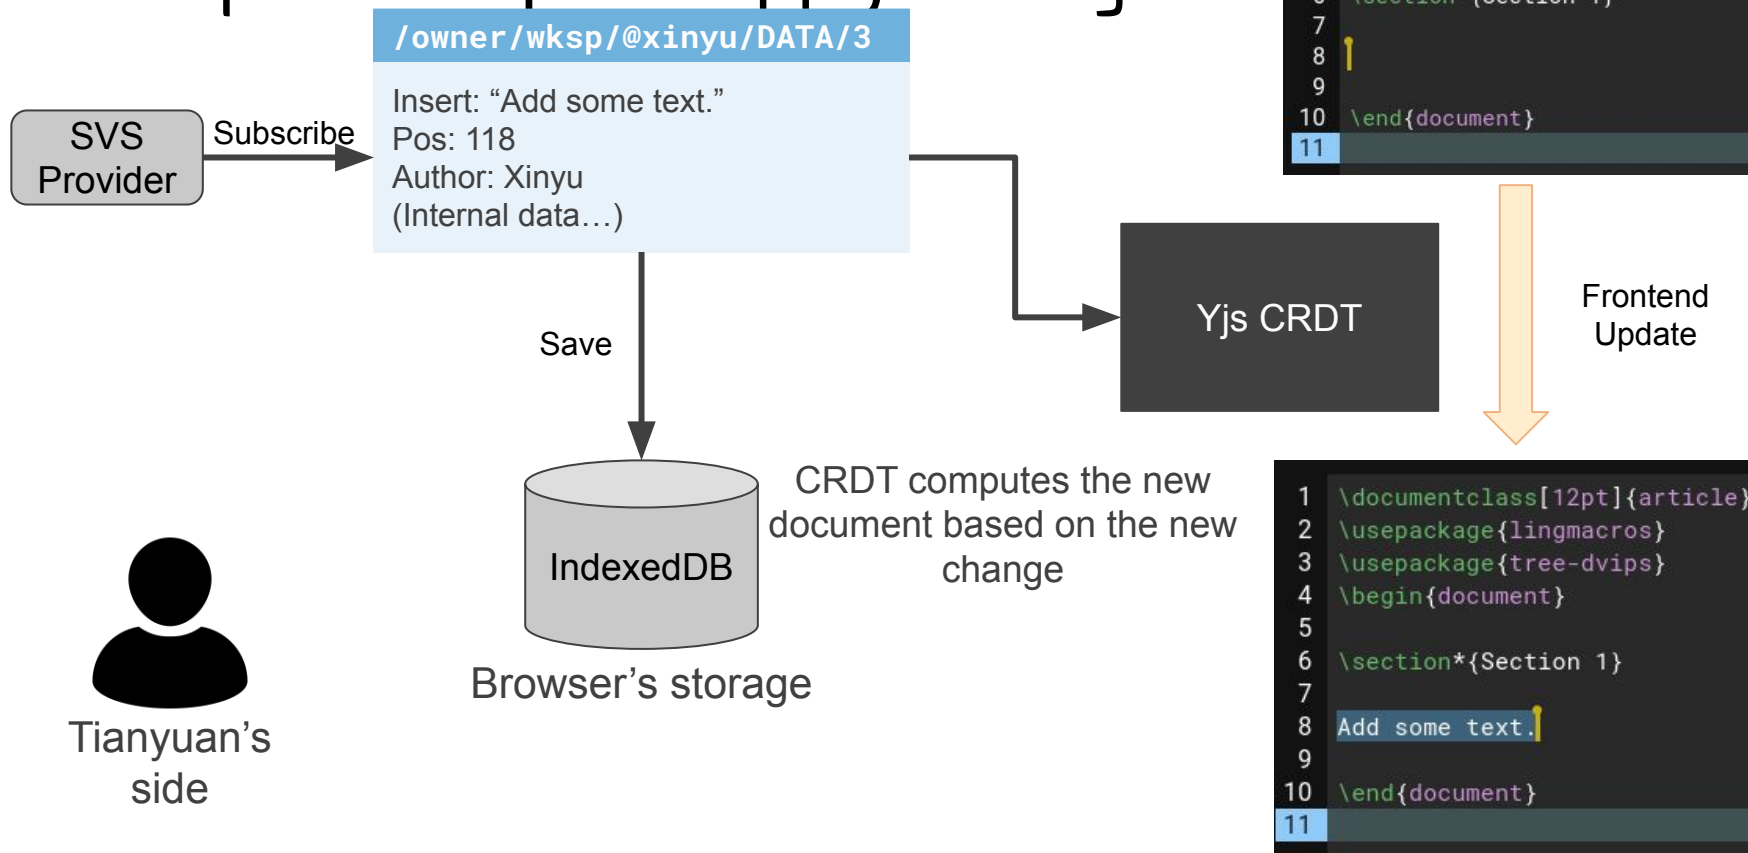 /owner/wksp/@xinyu/DATA/3
Insert: “Add some text.”
Pos: 118
Author: Xinyu
(Internal data…)
SVS
Provider
Subscribe
Save
IndexedDB
Browser’s storage
Yjs CRDT
CRDT computes the new
document based on the new
change
Tianyuan’s
side
7
8
9
10 \end{document}
11
Frontend
Update
1 \documentclass[12pt]{article}
2 \usepackage{lingmacros}
3 \usepackage{tree-dvips}
4 \begin{document}
5
6 \section*{Section 1}
7
8 Add some text.
9
10 \end{document}
11